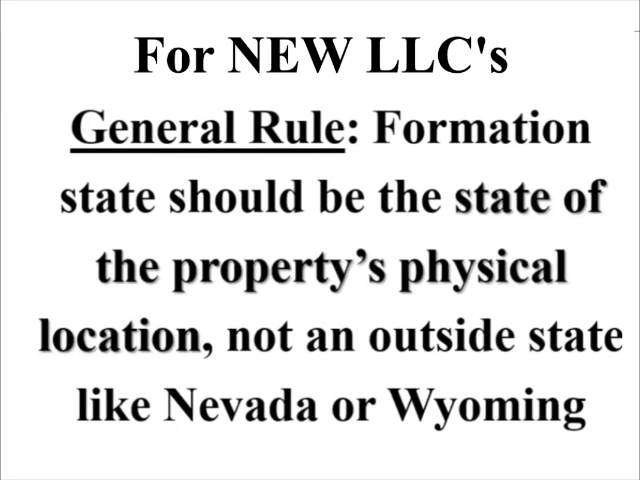 For NEW LLC's
General Rule: Formation
state should be the state of
the property’s physical
location, not an outside state
like Nevada or Wyoming